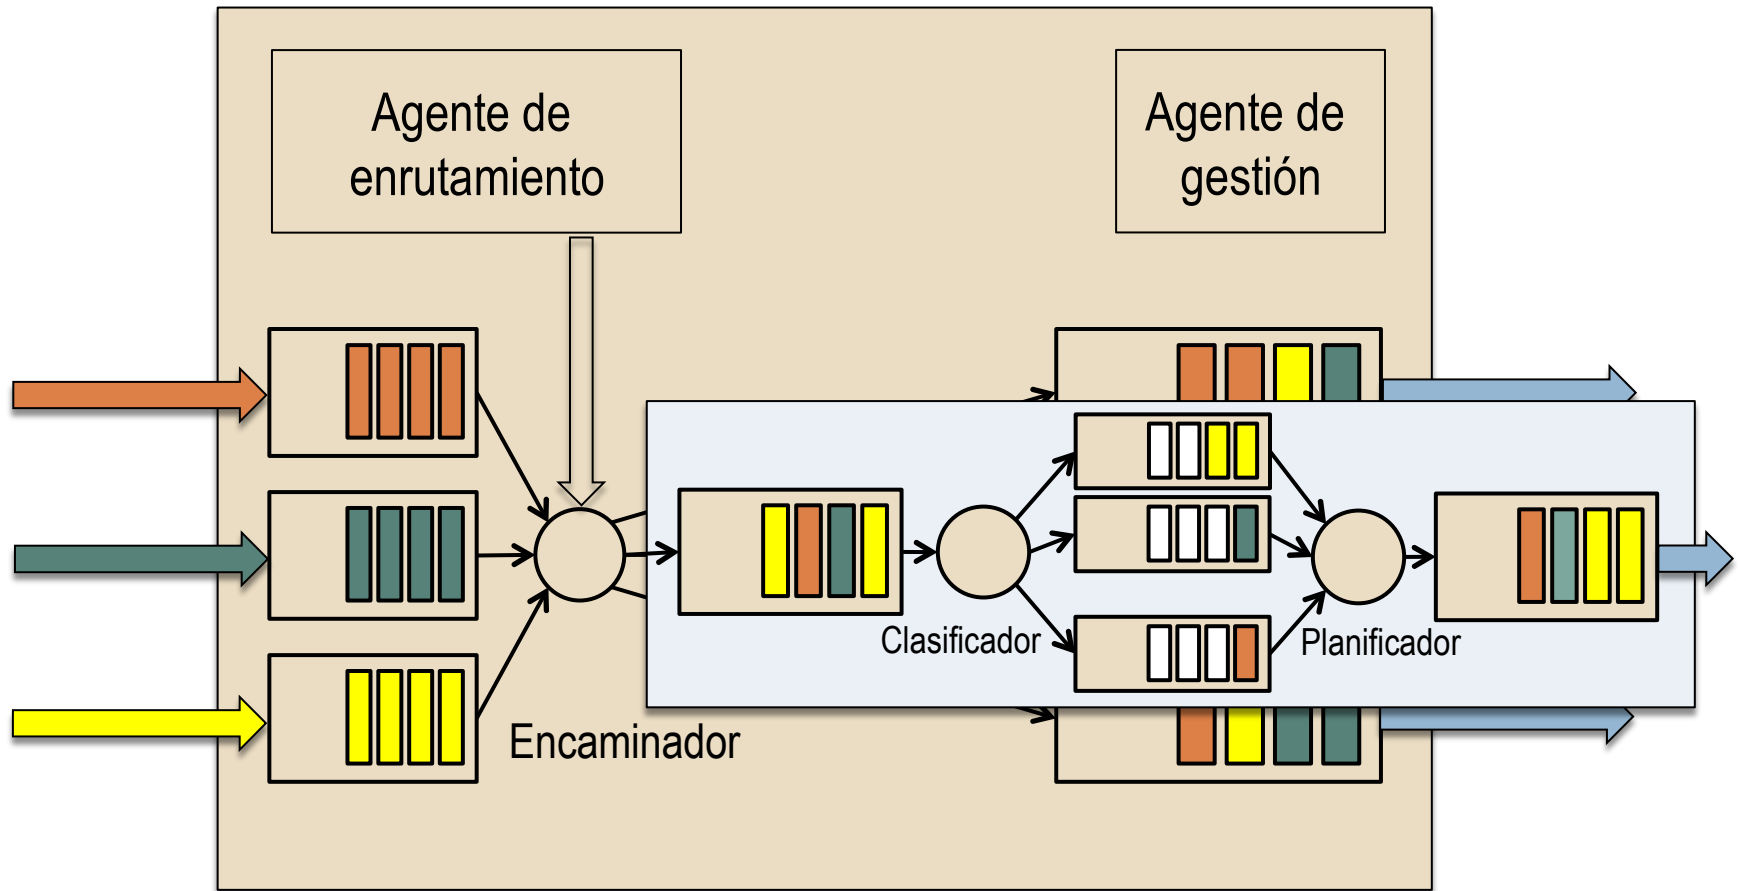 Agente de
enrutamiento
Agente de
gestión
Clasificador
Planificador
Encaminador